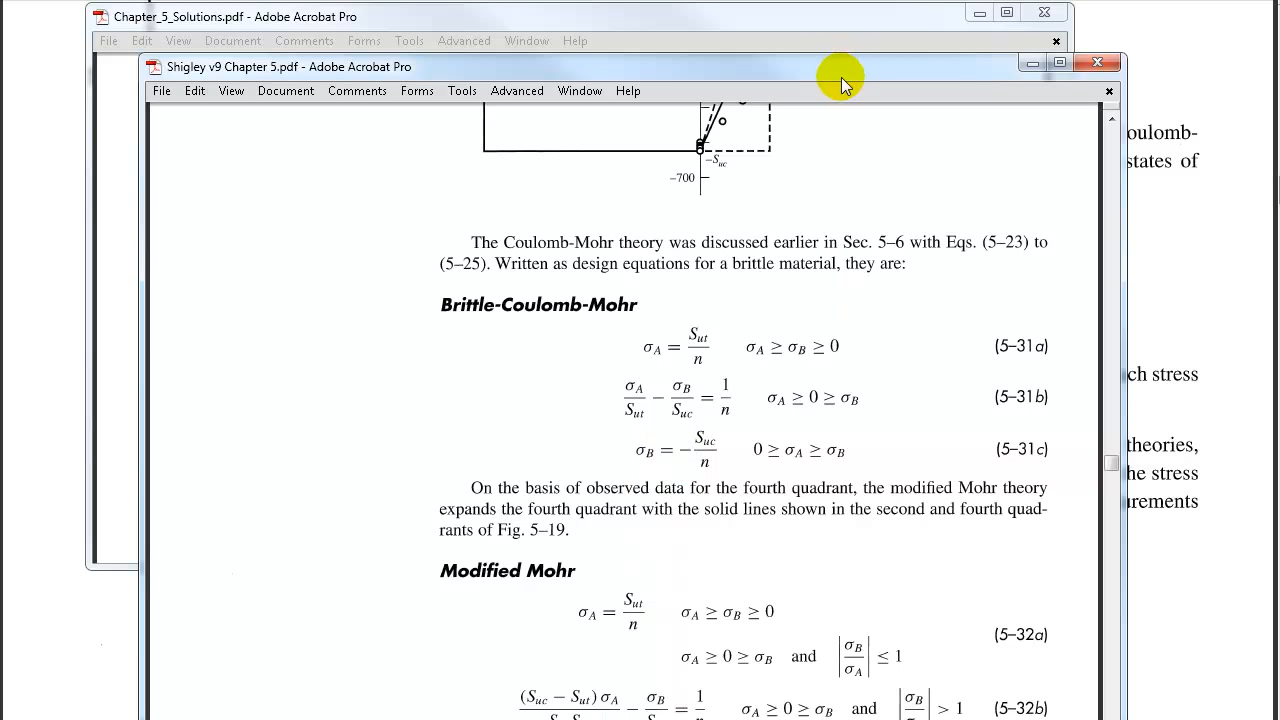 Chapter_5_Solutions.pdf - Adobe Acrobat Pro
File Edit View Document Comments Forms Tools Advanced Window Help
Shigley v9 Chapter 5.pdf - Adobe Acrobat Pro
File Edit View Document Comments Forms Tools Advanced Window Help
−S_uc
−700
oulomb-
states of
The Coulomb-Mohr theory was discussed earlier in Sec. 5–6 with Eqs. (5–23) to
(5–25). Written as design equations for a brittle material, they are:
Brittle-Coulomb-Mohr
σ_A = S_ut/n σ_A ≥ σ_B ≥ 0 (5–31a)
σ_A/S_ut − σ_B/S_uc = 1/n σ_A ≥ 0 ≥ σ_B (5–31b)
σ_B = −S_uc/n 0 ≥ σ_A ≥ σ_B (5–31c)
ch stress
theories,
he stress
urements
On the basis of observed data for the fourth quadrant, the modified Mohr theory
expands the fourth quadrant with the solid lines shown in the second and fourth quad-
rants of Fig. 5–19.
Modified Mohr
σ_A = S_ut/n σ_A ≥ σ_B ≥ 0
(5–32a)
σ_A ≥ 0 ≥ σ_B and |σ_B/σ_A| ≤ 1
(S_uc − S_ut) σ_A − σ_B = 1 σ_A ≥ 0 ≥ σ_B and |σ_B| > 1 (5–32b)